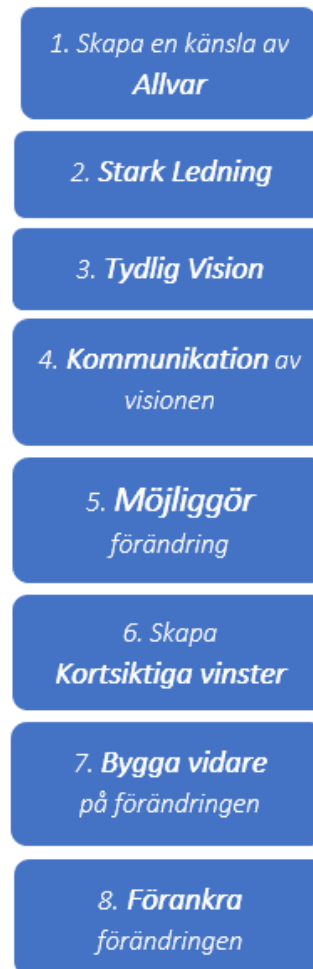 1. Skapa en känsla av
Allvar
2. Stark Ledning
3. Tydlig Vision
4. Kommunikation av
visionen
5. Möjliggör
förändring
6. Skapa
Kortsiktiga vinster
7. Bygga vidare
på förändringen
8. Förankra
förändringen